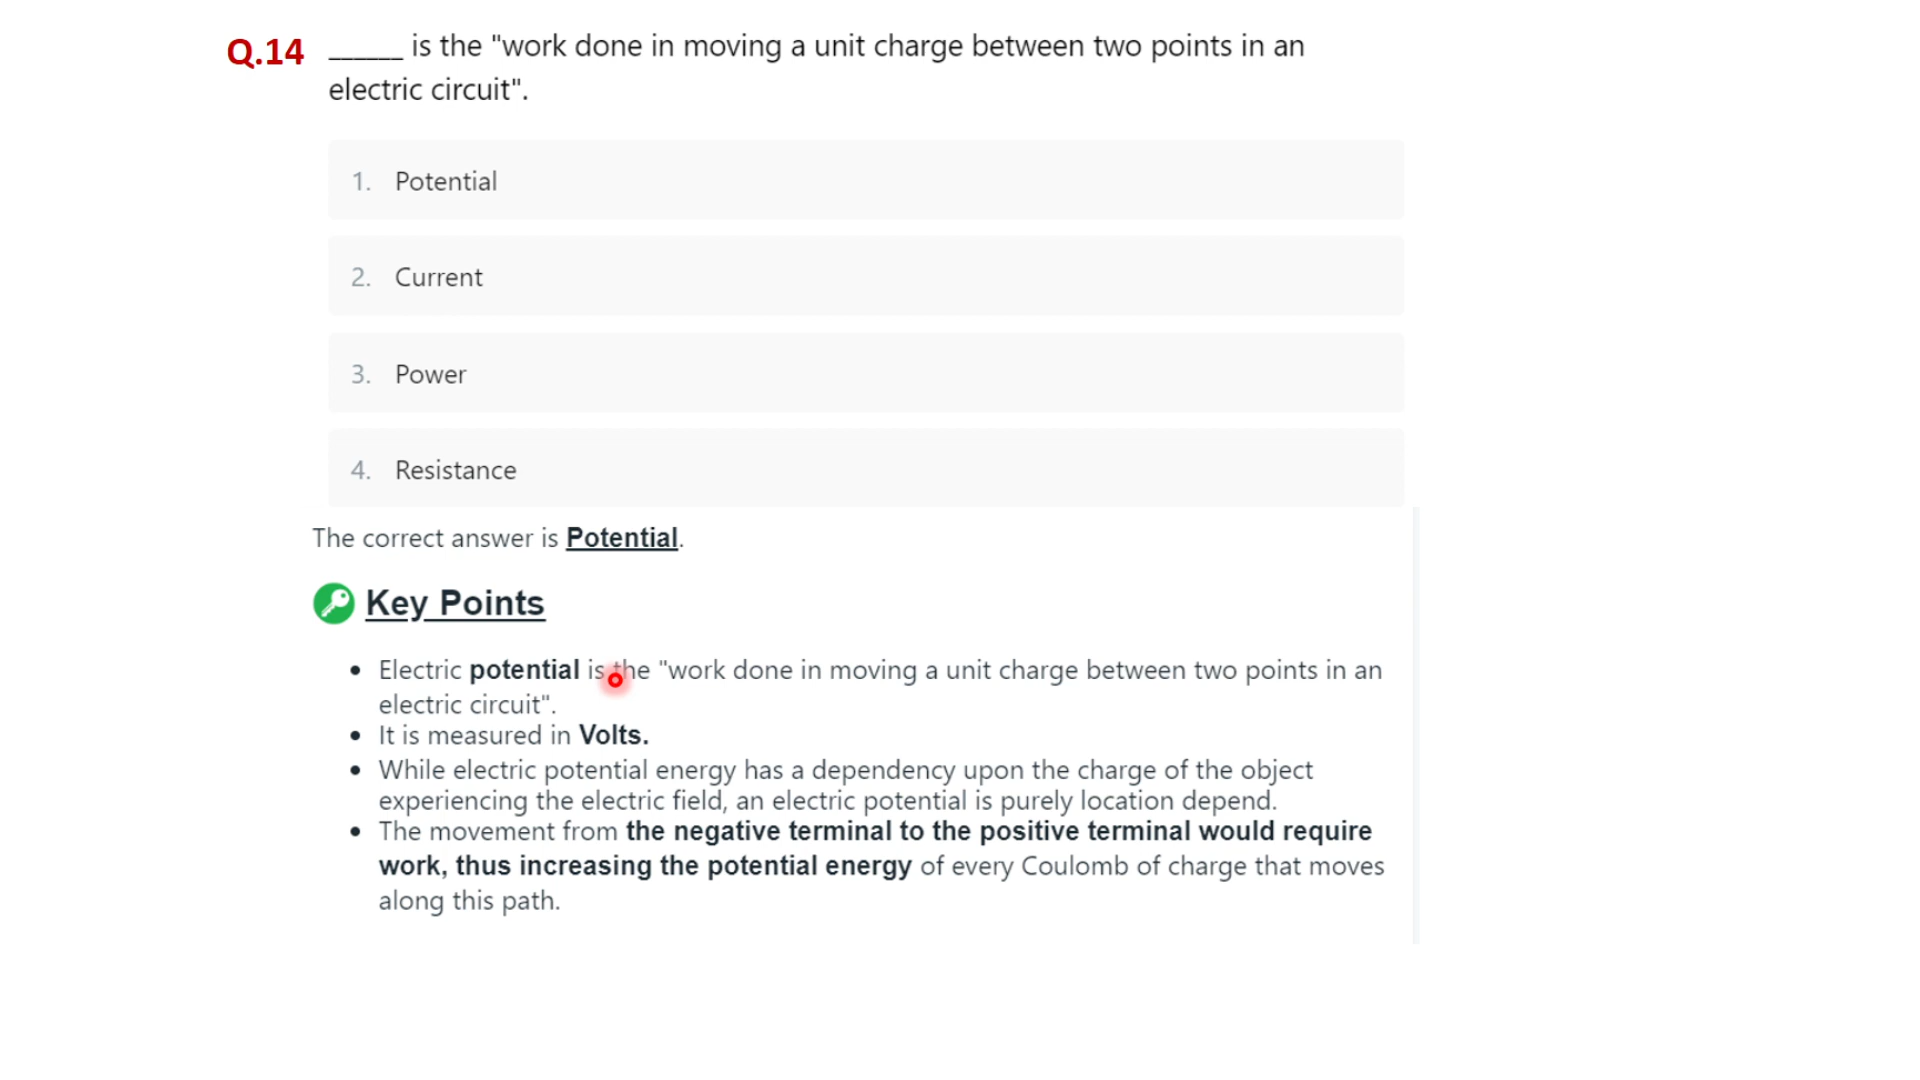 Q.14 ______ is the "work done in moving a unit charge between two points in an
electric circuit".
1. Potential
2. Current
3. Power
4. Resistance
The correct answer is Potential.
Key Points
• Electric potential is the "work done in moving a unit charge between two points in an
electric circuit".
• It is measured in Volts.
• While electric potential energy has a dependency upon the charge of the object
experiencing the electric field, an electric potential is purely location depend.
• The movement from the negative terminal to the positive terminal would require
work, thus increasing the potential energy of every Coulomb of charge that moves
along this path.